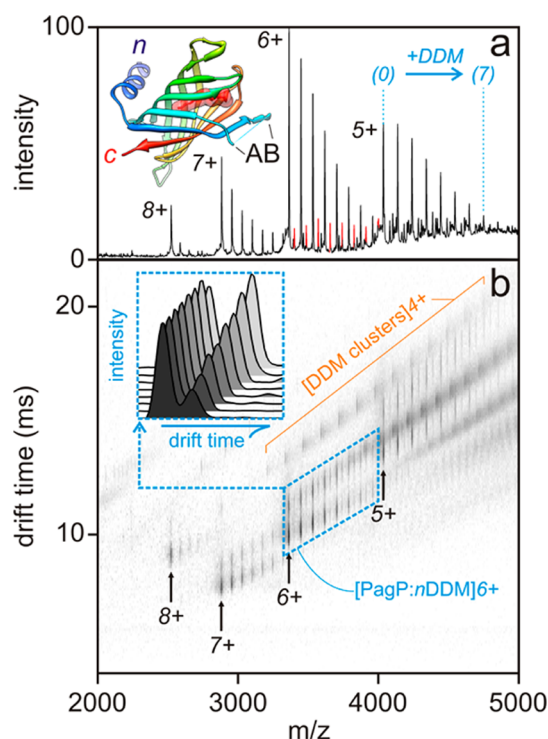 100
6+
a
+DDM
(0)
(7)
n
5+
AB
7+
c
8+
intensity
0
b
20
[DDM clusters]4+
intensity
drift time
drift time (ms)
10
5+
8+
6+
[PagP:nDDM]6+
7+
2000 3000 4000 5000
m/z